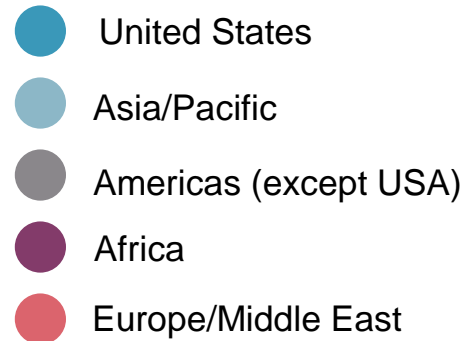 United States
Asia/Pacific
Americas (except USA)
Africa
Europe/Middle East